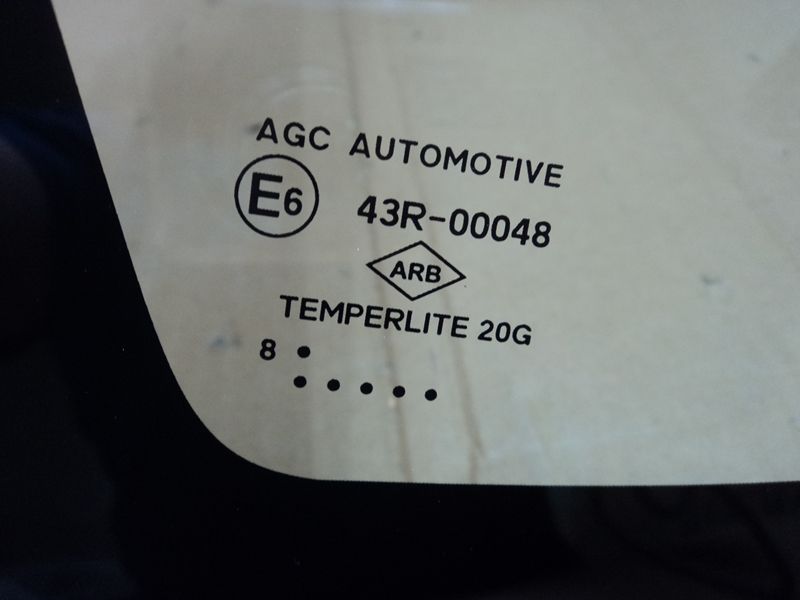 AGC AUTOMOTIVE
E6 43R-00048
ARB
TEMPERLITE 20G
8 •
• • • • •